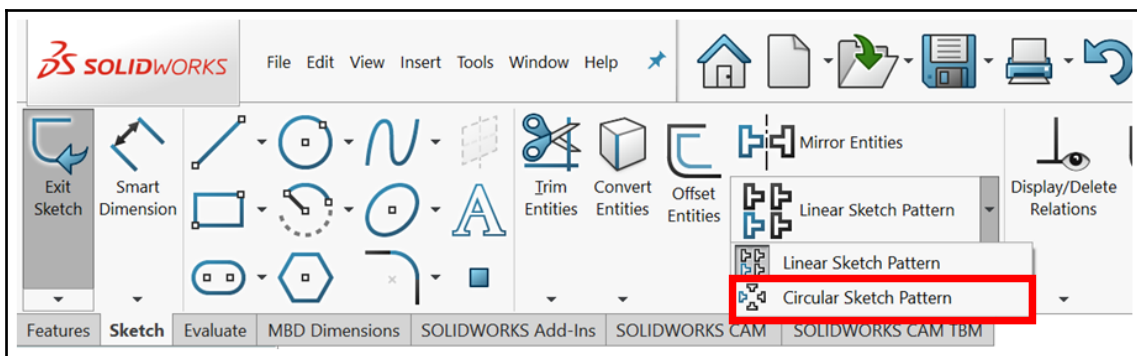 SOLIDWORKS File Edit View Insert Tools Window Help
Exit Sketch
Smart Dimension
Trim Entities
Convert Entities
Offset Entities
Mirror Entities
Linear Sketch Pattern
Display/Delete Relations
Linear Sketch Pattern
Circular Sketch Pattern
Features Sketch Evaluate MBD Dimensions SOLIDWORKS Add-Ins SOLIDWORKS CAM SOLIDWORKS CAM TBM